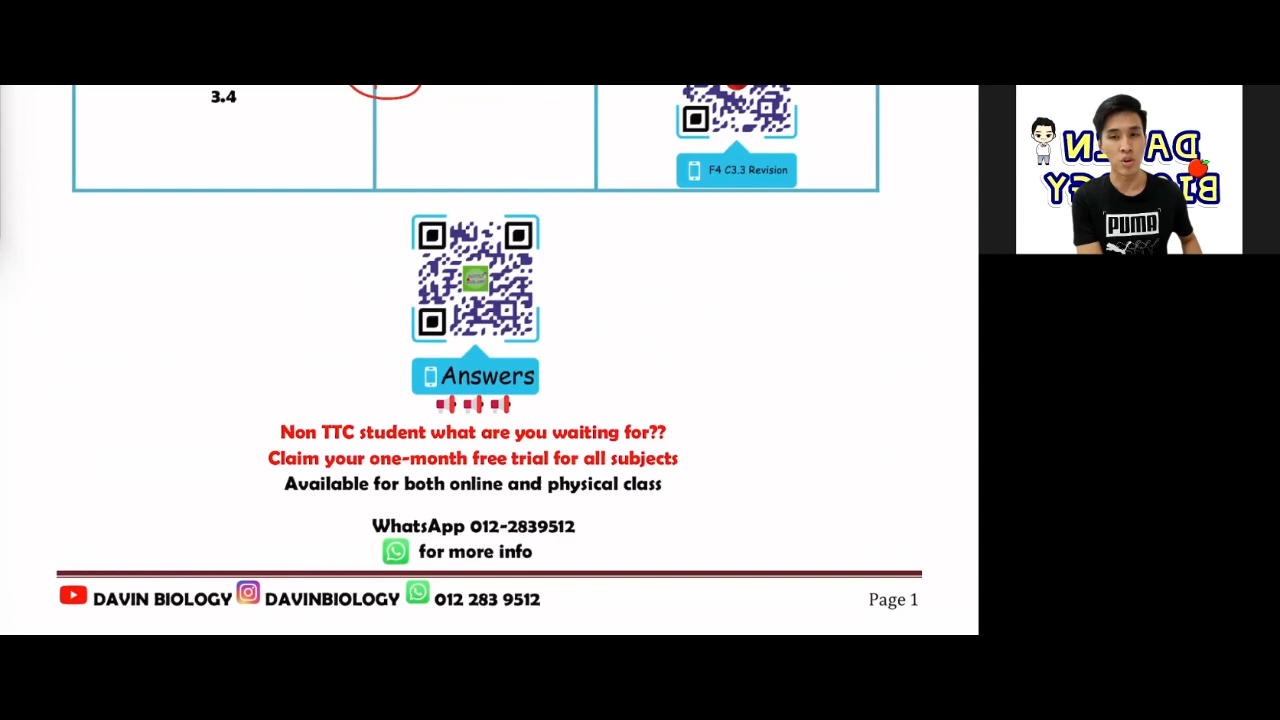 3.4
F4 C3.3 Revision
Answers
Non TTC student what are you waiting for??
Claim your one-month free trial for all subjects
Available for both online and physical class
WhatsApp 012-2839512
for more info
DAVIN BIOLOGY DAVINBIOLOGY 012 283 9512
Page 1
PUMA